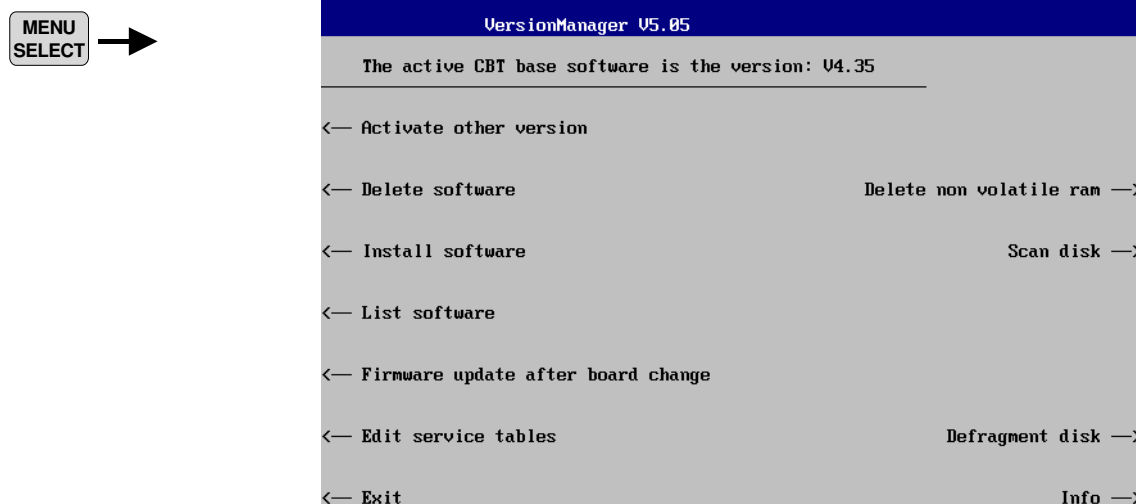 MENU
SELECT
VersionManager V5.05
The active CBT base software is the version: V4.35
<— Activate other version
<— Delete software Delete non volatile ram —>
<— Install software Scan disk —>
<— List software
<— Firmware update after board change
<— Edit service tables Defragment disk —>
<— Exit Info —>